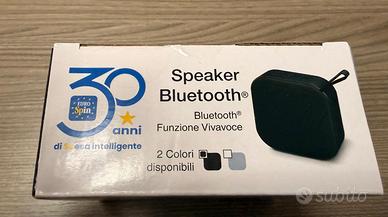 30
EURO
Spin
anni
di Spesa intelligente
Speaker
Bluetooth®
Bluetooth®
Funzione Vivavoce
2 Colori
disponibili
subito